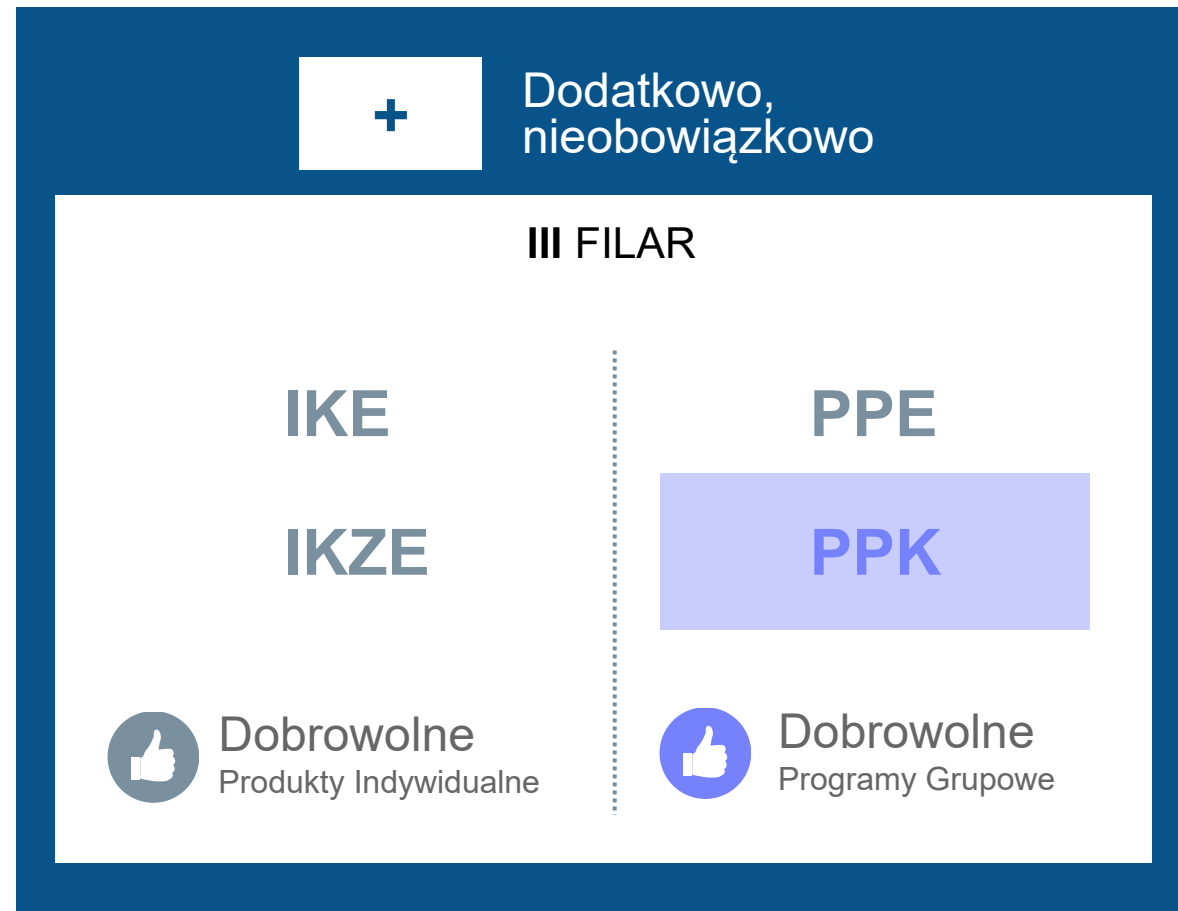 +
Dodatkowo,
nieobowiązkowo
III FILAR
IKE
IKZE
Dobrowolne
Produkty Indywidualne
PPE
PPK
Dobrowolne
Programy Grupowe